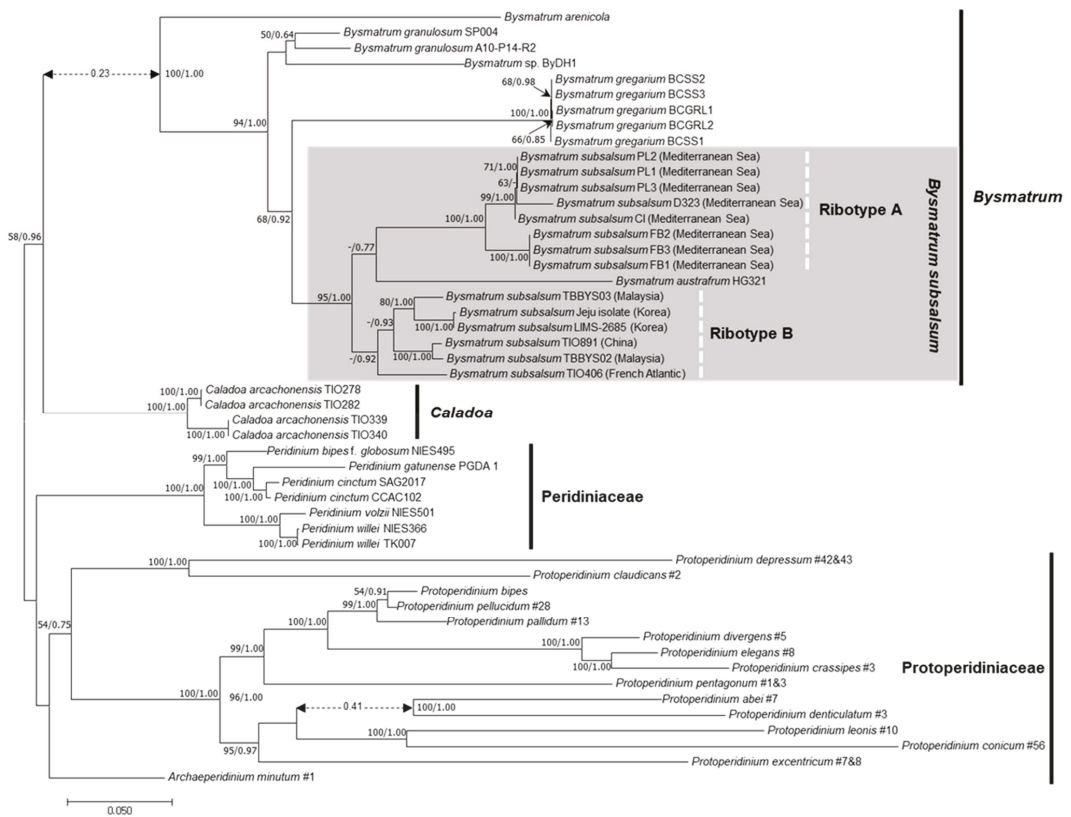 Bysmatrum arenicola
50/0.64
Bysmatrum granulosum SP004
Bysmatrum granulosum A10-P14-R2
Bysmatrum sp. ByDH1
0.23
100/1.00
68/0.98
Bysmatrum gregarium BCSS2
Bysmatrum gregarium BCSS3
100/1.00
Bysmatrum gregarium BCGRL1
94/1.00
Bysmatrum gregarium BCGRL2
66/0.85
Bysmatrum gregarium BCSS1
Bysmatrum subsalsum PL2 (Mediterranean Sea)
71/1.00
Bysmatrum subsalsum PL1 (Mediterranean Sea)
63/-
Bysmatrum subsalsum PL3 (Mediterranean Sea)
99/1.00
Bysmatrum subsalsum D323 (Mediterranean Sea)
Ribotype A
Bysmatrum subsalsum
Bysmatrum
68/0.92
100/1.00
Bysmatrum subsalsum CI (Mediterranean Sea)
58/0.96
Bysmatrum subsalsum FB2 (Mediterranean Sea)
-/0.77
Bysmatrum subsalsum FB3 (Mediterranean Sea)
100/1.00
Bysmatrum subsalsum FB1 (Mediterranean Sea)
Bysmatrum austrafrum HG321
95/1.00
80/1.00
Bysmatrum subsalsum TBBYS03 (Malaysia)
Bysmatrum subsalsum Jeju isolate (Korea)
-/0.93
100/1.00
Bysmatrum subsalsum LIMS-2685 (Korea)
Ribotype B
Bysmatrum subsalsum TIO891 (China)
-/0.92
100/1.00
Bysmatrum subsalsum TBBYS02 (Malaysia)
Bysmatrum subsalsum TIO406 (French Atlantic)
100/1.00
Caladoa arcachonensis TIO278
100/1.00
Caladoa arcachonensis TIO282
Caladoa
Caladoa arcachonensis TIO339
100/1.00
Caladoa arcachonensis TIO340
Peridinium bipes f. globosum NIES495
99/1.00
Peridinium gatunense PGDA 1
100/1.00
100/1.00
Peridinium cinctum SAG2017
100/1.00
Peridinium cinctum CCAC102
Peridiniaceae
Peridinium volzii NIES501
100/1.00
Peridinium willei NIES366
100/1.00
Peridinium willei TK007
100/1.00
Protoperidinium depressum #42&43
Protoperidinium claudicans #2
54/0.91
Protoperidinium bipes
99/1.00
Protoperidinium pellucidum #28
54/0.75
100/1.00
Protoperidinium pallidum #13
Protoperidinium divergens #5
99/1.00
100/1.00
Protoperidinium elegans #8
100/1.00
Protoperidinium crassipes #3
Protoperidiniaceae
Protoperidinium pentagonum #1&3
100/1.00
96/1.00
Protoperidinium abei #7
0.41
100/1.00
Protoperidinium denticulatum #3
100/1.00
Protoperidinium leonis #10
95/0.97
Protoperidinium conicum #56
Protoperidinium excentricum #7&8
Archaeperidinium minutum #1
0.050